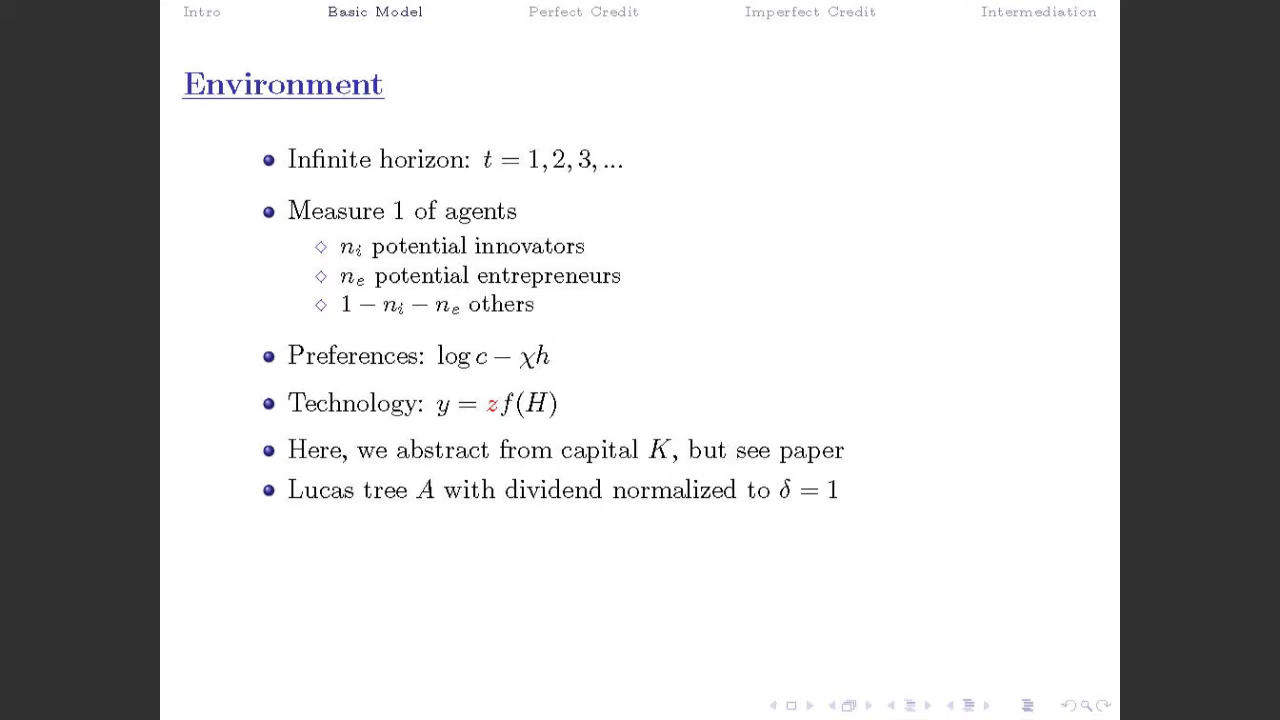 Intro Basic Model Perfect Credit Imperfect Credit Intermediation
Environment
Infinite horizon: t = 1, 2, 3, ...
Measure 1 of agents
n_i potential innovators
n_e potential entrepreneurs
1 − n_i − n_e others
Preferences: log c − χh
Technology: y = zf(H)
Here, we abstract from capital K, but see paper
Lucas tree A with dividend normalized to δ = 1